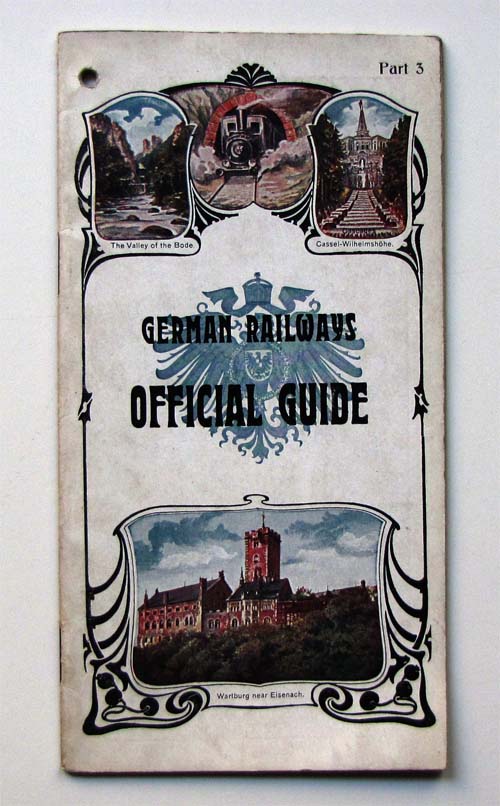 Part 3
The Valley of the Bode.
Cassel-Wilhelmshöhe.
GERMAN RAILWAYS
OFFICIAL GUIDE
Wartburg near Eisenach.